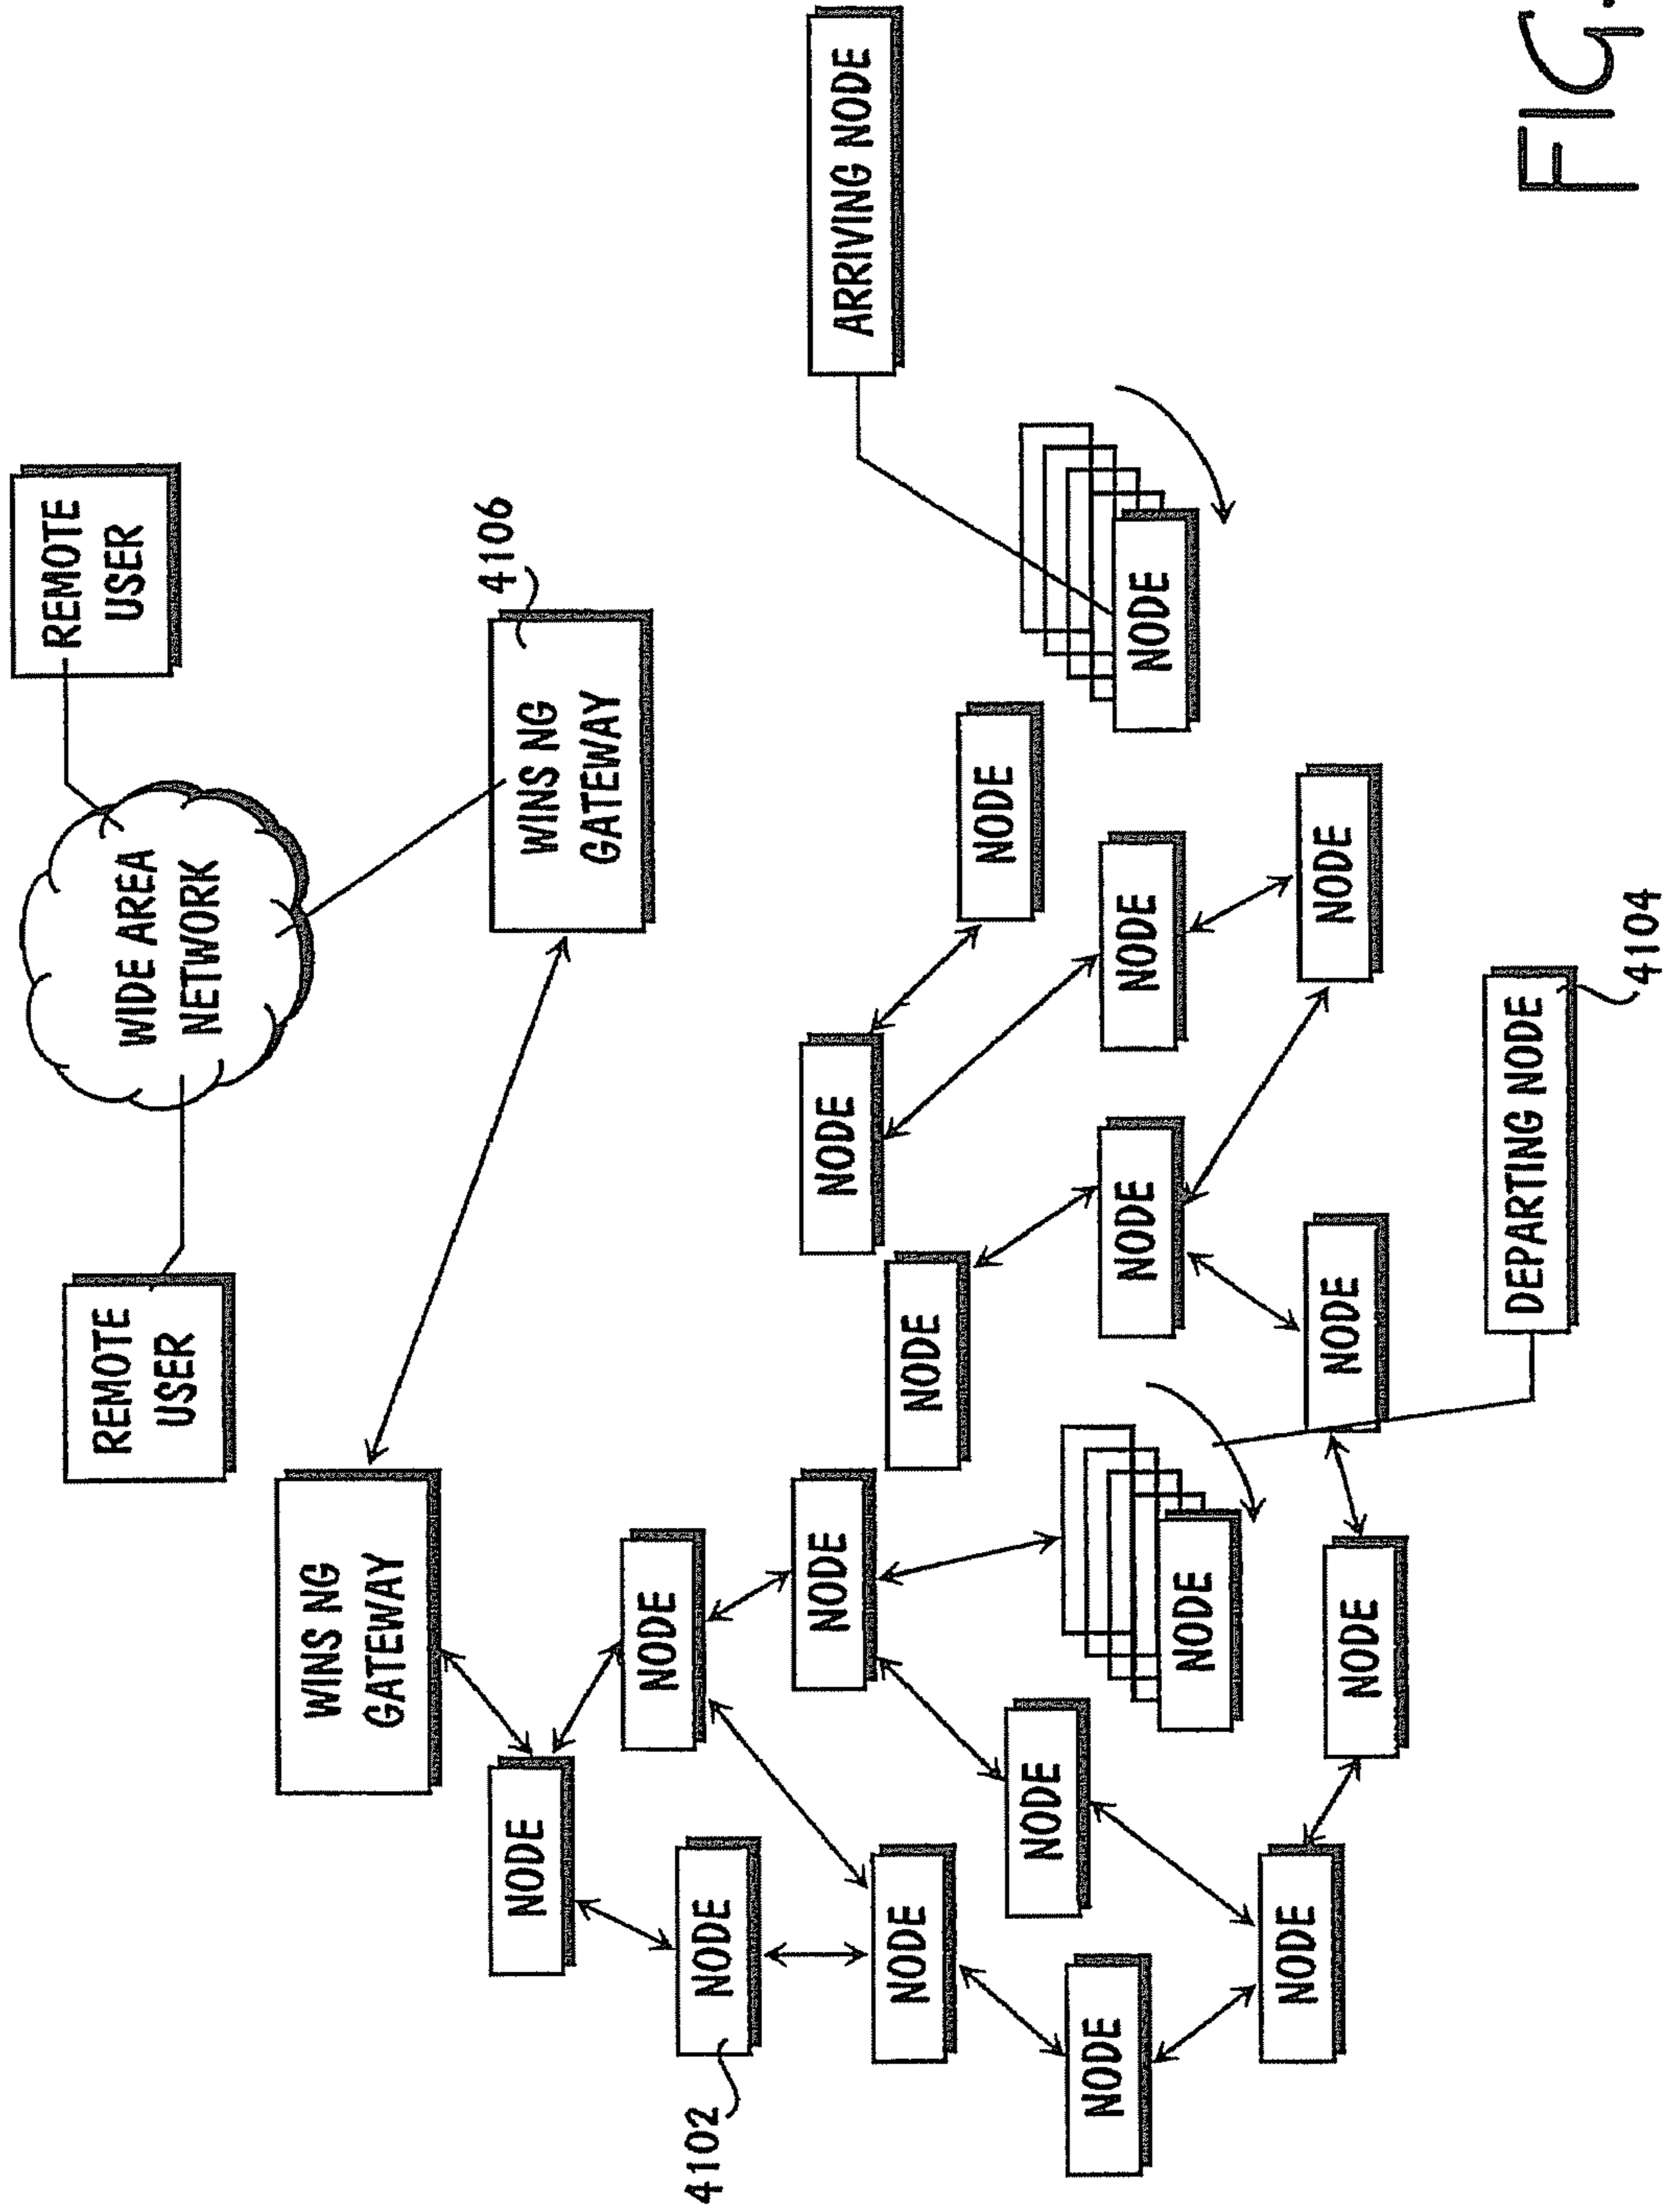 REMOTE
USER
REMOTE
USER
WIDE AREA
NETWORK
WINS NG
GATEWAY
4106
WINS NG
GATEWAY
NODE
NODE
4102
NODE
NODE
NODE
ARRIVING NODE
NODE
NODE
NODE
NODE
NODE
NODE
NODE
NODE
NODE
NODE
NODE
NODE
NODE
DEPARTING NODE
4104
FIG.